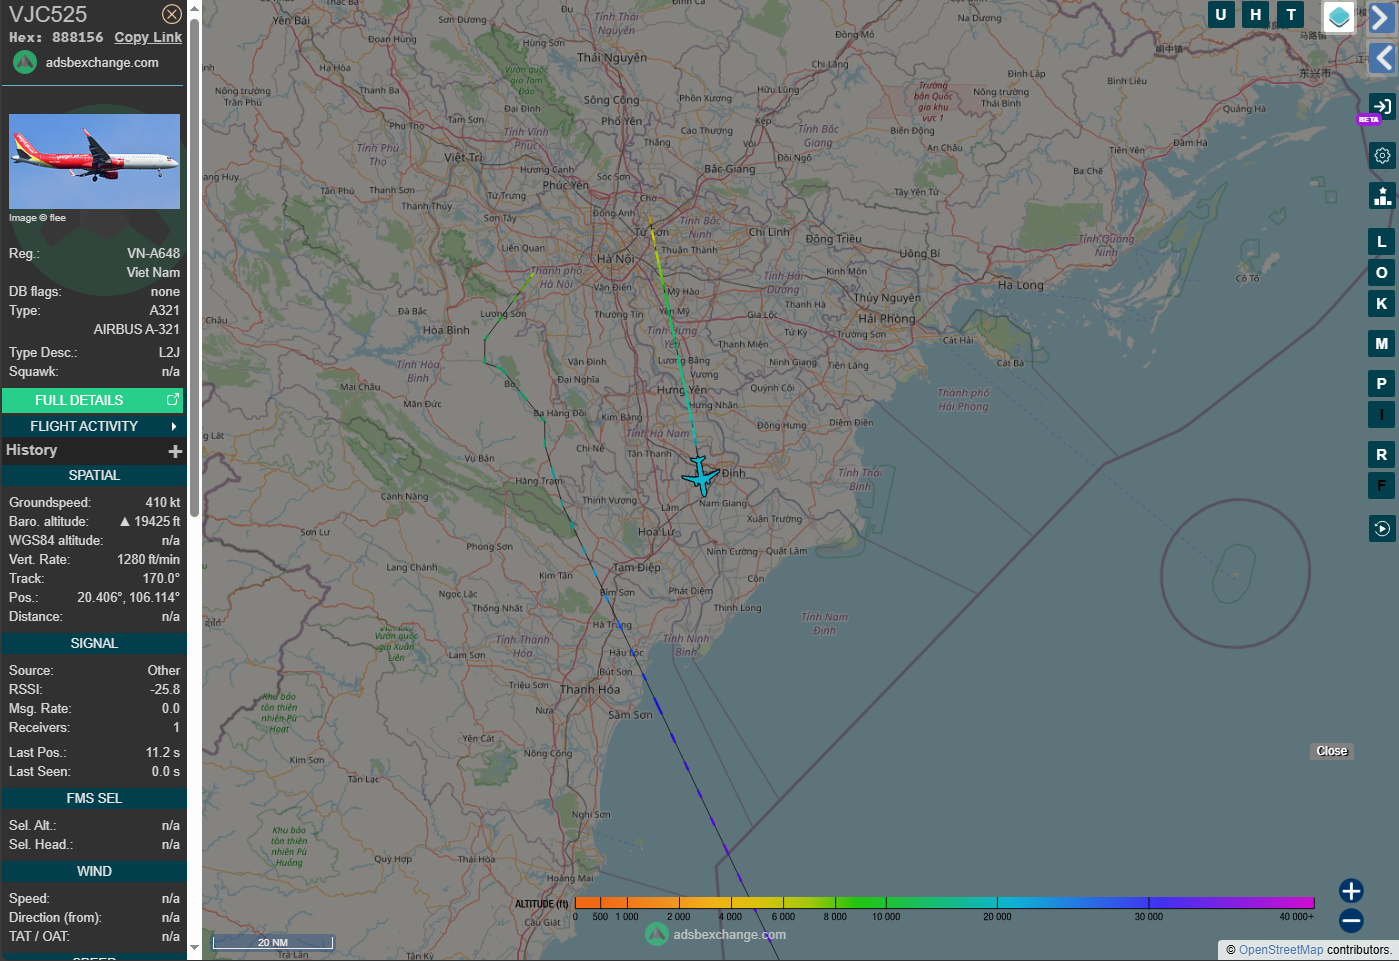 VJC525
Hex: 888156 Copy Link
adsbexchange.com
Image © flee
Reg.: VN-A648
Viet Nam
DB flags: none
Type: A321
AIRBUS A-321
Type Desc.: L2J
Squawk: n/a
FULL DETAILS
FLIGHT ACTIVITY
History +
SPATIAL
Groundspeed: 410 kt
Baro. altitude: ▲ 19425 ft
WGS84 altitude: n/a
Vert. Rate: 1280 ft/min
Track: 170.0°
Pos.: 20.406°, 106.114°
Distance: n/a
SIGNAL
Source: Other
RSSI: -25.8
Msg. Rate: 0.0
Receivers: 1
Last Pos.: 11.2 s
Last Seen: 0.0 s
FMS SEL
Sel. Alt.: n/a
Sel. Head.: n/a
WIND
Speed: n/a
Direction (from): n/a
TAT / OAT: n/a
SPEED
U H T
BETA
L
O
K
M
P
I
R
F
Close
Yên Bái
Đoan Hùng
Hạ Hòa
Thanh Ba
Phù Thọ
Tỉnh Phú
Thọ
Tân Phú
Thanh Sơn
Việt Trì
Sơn Dương
Hùng Sơn
Vườn quốc
gia Tam
Đảo
Đại Đình
Tam Sơn
Tỉnh Vĩnh
Phúc
Hương Canh
Phúc Yên
Tứ Trưng
Sơn Tây
Liên Quan
Tỉnh Thái
Nguyên
Thái Nguyên
Sông Công
Phổ Yên
Sóc Sơn
Đông Anh
Chờ
Từ Sơn
Hà Nội
Thành phố
Hà Nội
Đình Cả
Đồng Mỏ
Na Dương
Chi Lăng
Hữu Lũng
Phồn Xương
Kép
Cao Thượng
Thắng
Vôi
Bắc Giang
Tỉnh Bắc
Giang
Đồi Ngô
Tỉnh Bắc
Ninh
Thuận Thành
Nông trường
Thái Bình
Đình Lập
Trường
bắn Quốc
gia khu
vực 1
Biển Động
An Châu
Tây Yên Tử
Chí Linh
Đông Triều
Uông Bí
Bình Liêu
Quảng Hà
Đầm Hà
Tiên Yên
Ba Chẽ
Tỉnh Quảng
Ninh
Cô Tô
Hạ Long
东兴市
Lương Sơn
Đà Bắc
Hòa Bình
Tỉnh Hòa
Bình
Mai Châu
Mãn Đức
Bo
Ba Hàng Đồi
Vụ Bản
Hàng Trạm
Chi Nê
Vân Điển
Thường Tín
Vân Đình
Đại Nghĩa
Kim Bảng
Tỉnh Hà Nam
Tân Thanh
Mỹ Hào
Yên Mỹ
Tỉnh Hưng
Yên
Lương Bằng
Vương
Hưng Yên
Hưng Nhân
Tỉnh Hải
Dương
Thanh Hà
Gia Lộc
Tứ Kỳ
Thanh Miện
Ninh Giang
Quỳnh Côi
Đông Hưng
Kinh Môn
Thủy Nguyên
Hải Phòng
Trường Sơn
Tiên Lãng
Diêm Điền
Cát Hải
Cát Bà
Thành phố
Hải Phòng
Định
Tỉnh Thái
Bình
Nam Giang
Lâm
Xuân Trường
Hoa Lư
Thịnh Vượng
Ninh Cường
Quất Lâm
Cồn
Thịnh Long
Phát Diệm
Tam Điệp
Bỉm Sơn
Tỉnh Nam
Định
Tỉnh Ninh
Bình
Cành Nàng
Sơn Lư
Lang Chánh
Phong Sơn
Kim Tân
Ngọc Lặc
Thống Nhất
Hà Trung
Vườn quốc
gia Xuân
Liên
Tỉnh Thanh
Hóa
Lam Sơn
Hậu Lộc
Bút Sơn
Triệu Sơn
Thanh Hóa
Nưa
Sầm Sơn
Khu bảo
tồn thiên
nhiên Pù
Hoạt
Yên Cát
Nông Cống
Kim Sơn
Tân Lạc
Nghi Sơn
Khu bảo
tồn thiên
nhiên Pù
Huống
Quỳ Hợp
Thái Hòa
Hoàng Mai
Cầu Giát
Trà Lân
Tân Kỳ
ALTITUDE (ft)
0 500 1 000 2 000 4 000 6 000 8 000 10 000 20 000 30 000 40 000+
adsbexchange.com
20 NM
© OpenStreetMap contributors.